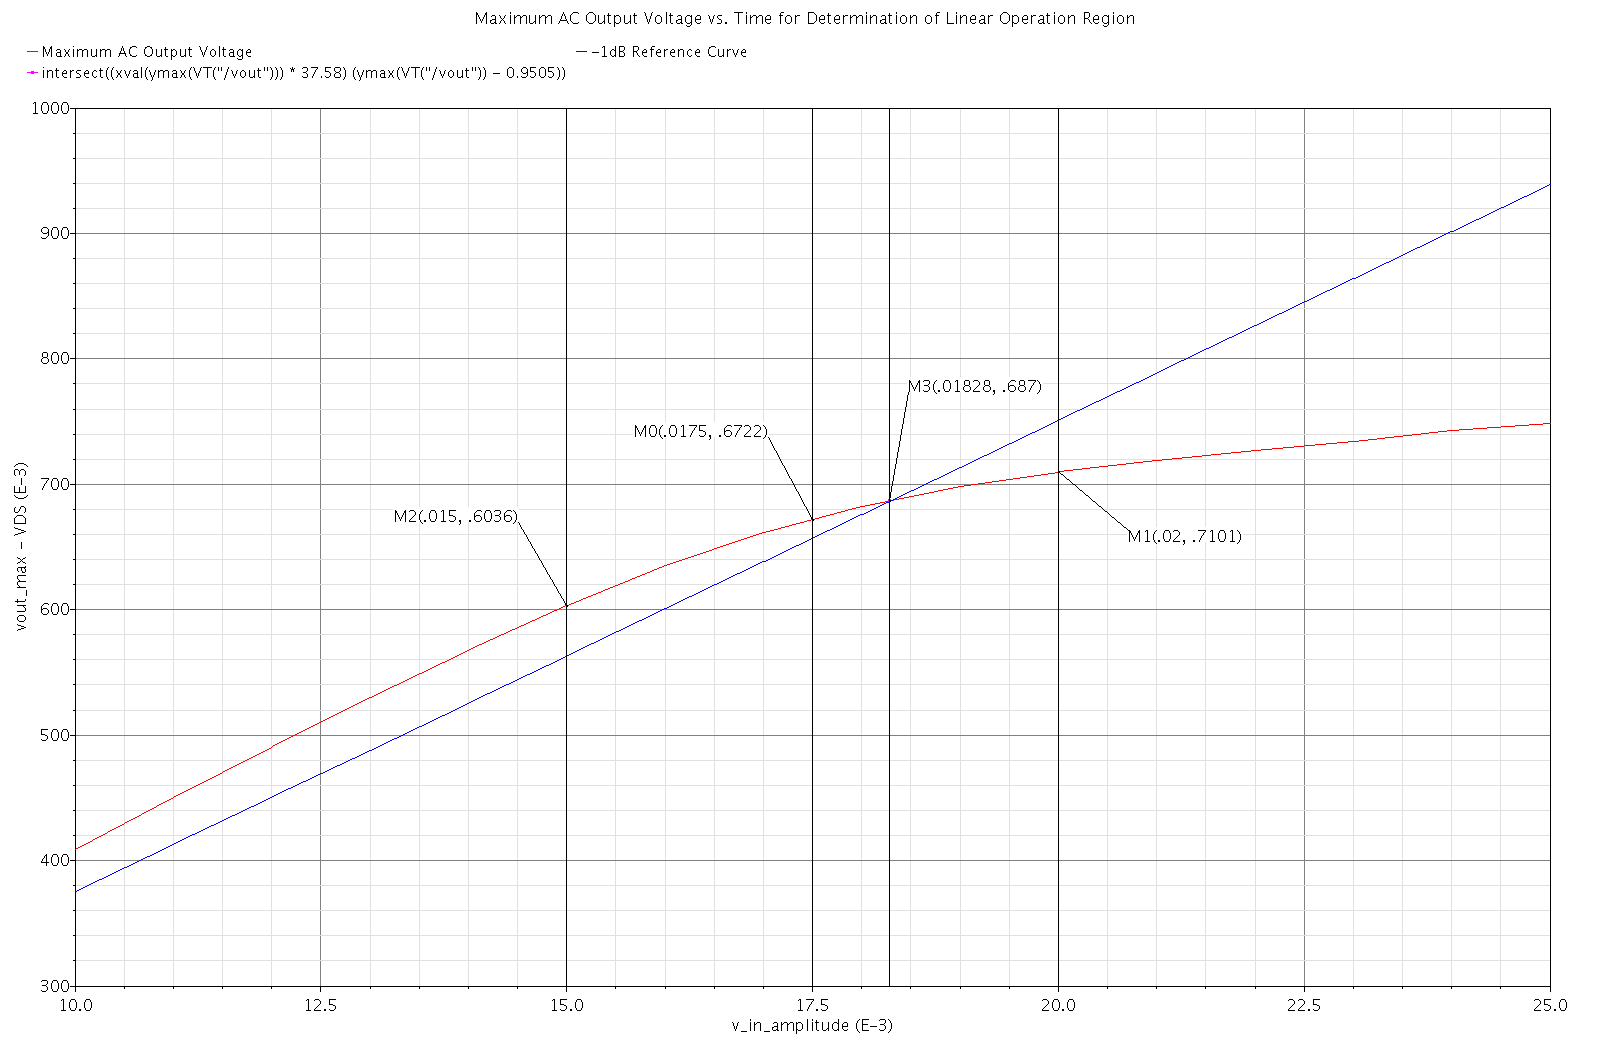 Maximum AC Output Voltage vs. Time for Determination of Linear Operation Region
Maximum AC Output Voltage
-1dB Reference Curve
intersect((xval(ymax(VT("/vout"))) * 37.58) (ymax(VT("/vout")) - 0.9505))
1000
900
800
700
600
500
400
300
vout_max - VDS (E-3)
M3(.01828, .687)
M0(.0175, .6722)
M2(.015, .6036)
M1(.02, .7101)
10.0 12.5 15.0 17.5 20.0 22.5 25.0
v_in_amplitude (E-3)